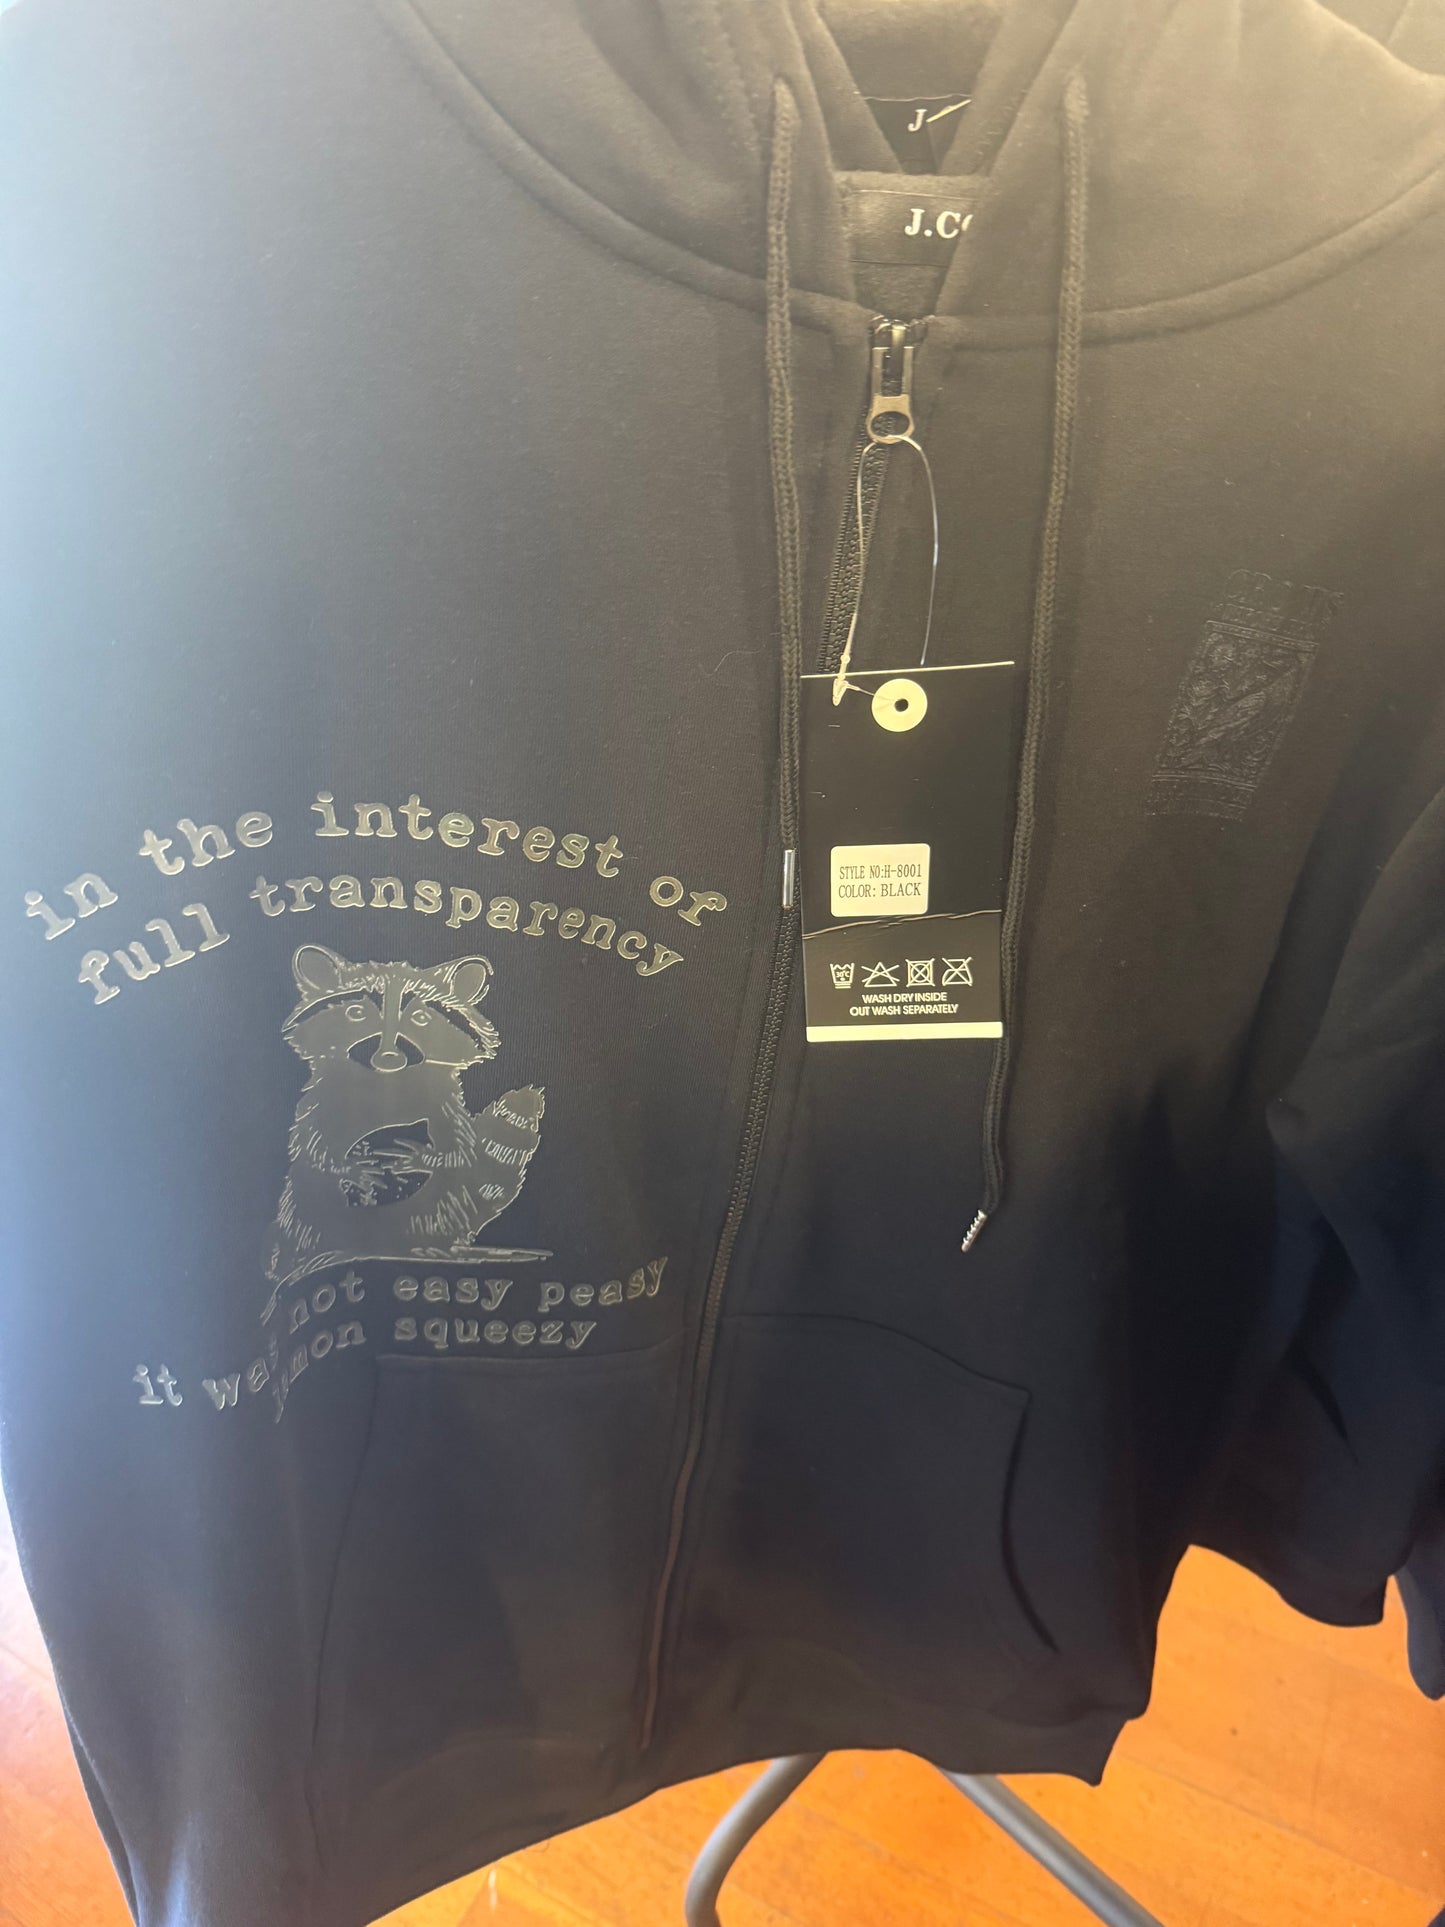 J
J.C
in the interest of
full transparency
it was not easy peasy
lemon squeezy
STYLE NO:H-8001
COLOR: BLACK
30°C
WASH DRY INSIDE
OUT WASH SEPARATELY